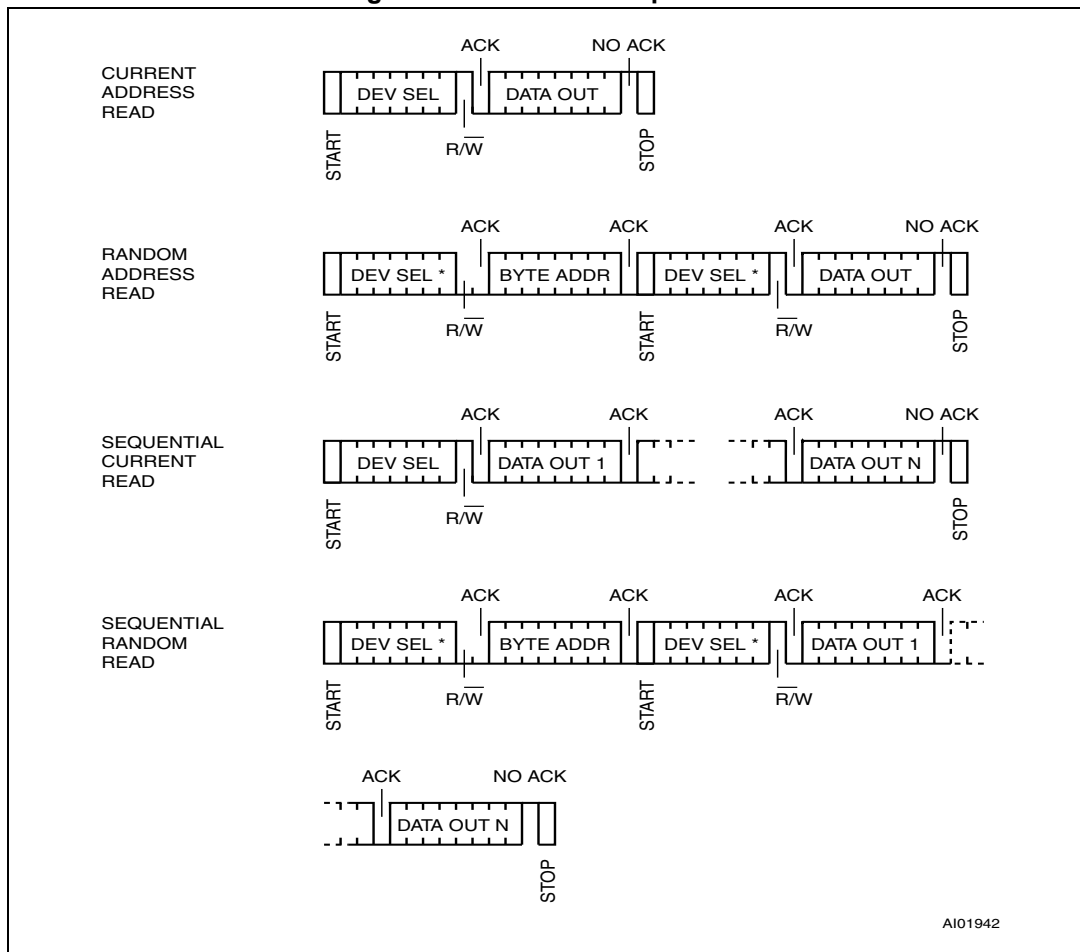 ACK NO ACK
CURRENT
ADDRESS
READ
DEV SEL DATA OUT
START R/W̅ STOP
ACK ACK ACK NO ACK
RANDOM
ADDRESS
READ
DEV SEL * BYTE ADDR DEV SEL * DATA OUT
START R/W̅ START R̅/W STOP
ACK ACK ACK NO ACK
SEQUENTIAL
CURRENT
READ
DEV SEL DATA OUT 1 DATA OUT N
START R/W̅ STOP
ACK ACK ACK ACK
SEQUENTIAL
RANDOM
READ
DEV SEL * BYTE ADDR DEV SEL * DATA OUT 1
START R/W̅ START R̅/W
ACK NO ACK
DATA OUT N
STOP
AI01942